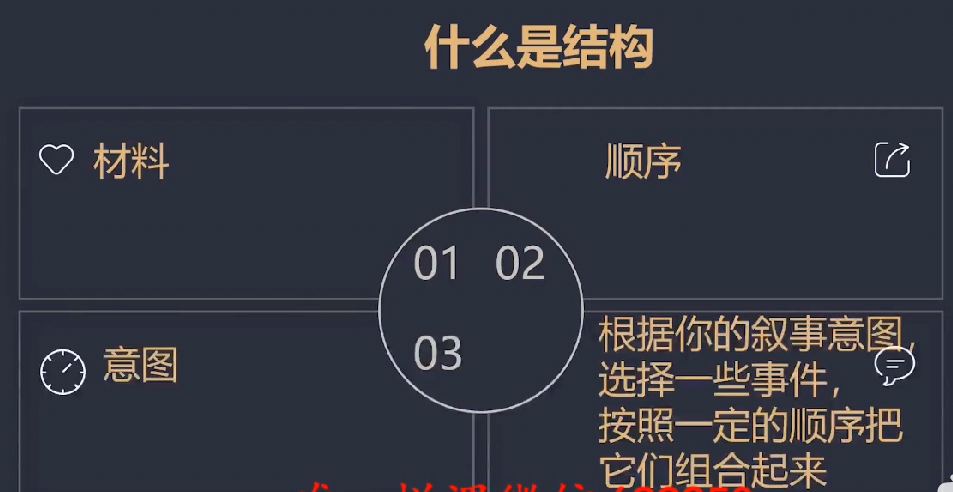 什么是结构
材料
顺序
01 02
03
意图
根据你的叙事意图，
选择一些事件，
按照一定的顺序把
它们组合起来